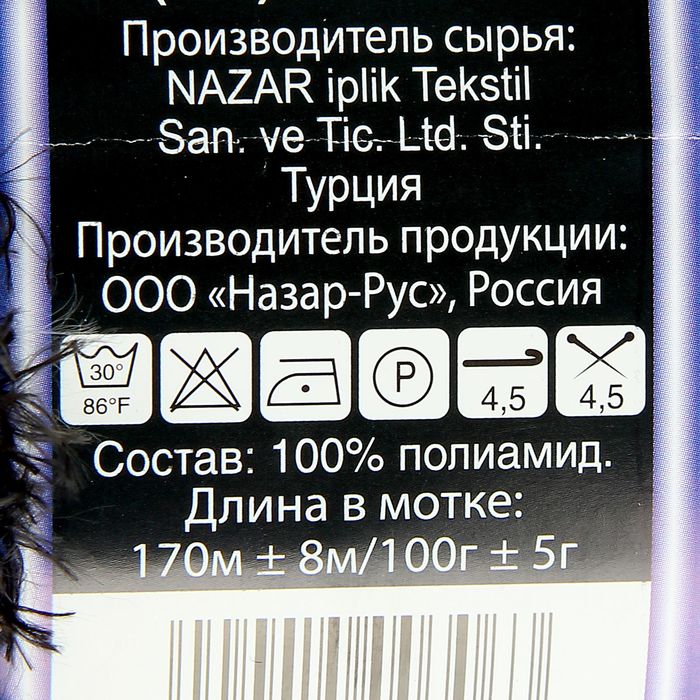 Производитель сырья:
NAZAR iplik Tekstil
San. ve Tic. Ltd. Sti.
Турция
Производитель продукции:
ООО «Назар-Рус», Россия
30°
86°F
P
4,5
4,5
Состав: 100% полиамид.
Длина в мотке:
170м ± 8м/100г ± 5г